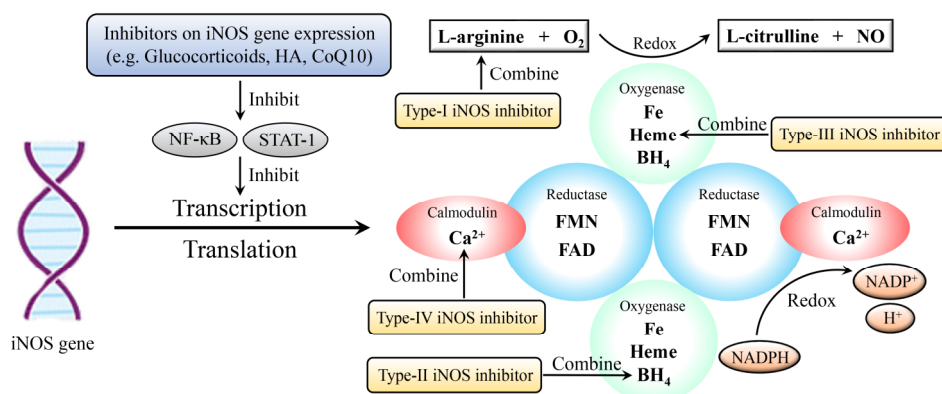 Inhibitors on iNOS gene expression
(e.g. Glucocorticoids, HA, CoQ10)
Inhibit
NF-κB
STAT-1
Inhibit
Transcription
Translation
iNOS gene
L-arginine + O₂
Redox
L-citrulline + NO
Combine
Type-I iNOS inhibitor
Oxygenase
Fe
Heme
BH₄
Combine
Type-III iNOS inhibitor
Calmodulin
Ca²⁺
Reductase
FMN
FAD
Reductase
FMN
FAD
Calmodulin
Ca²⁺
Combine
Type-IV iNOS inhibitor
Oxygenase
Fe
Heme
BH₄
Combine
Type-II iNOS inhibitor
Redox
NADPH
NADP⁺
H⁺